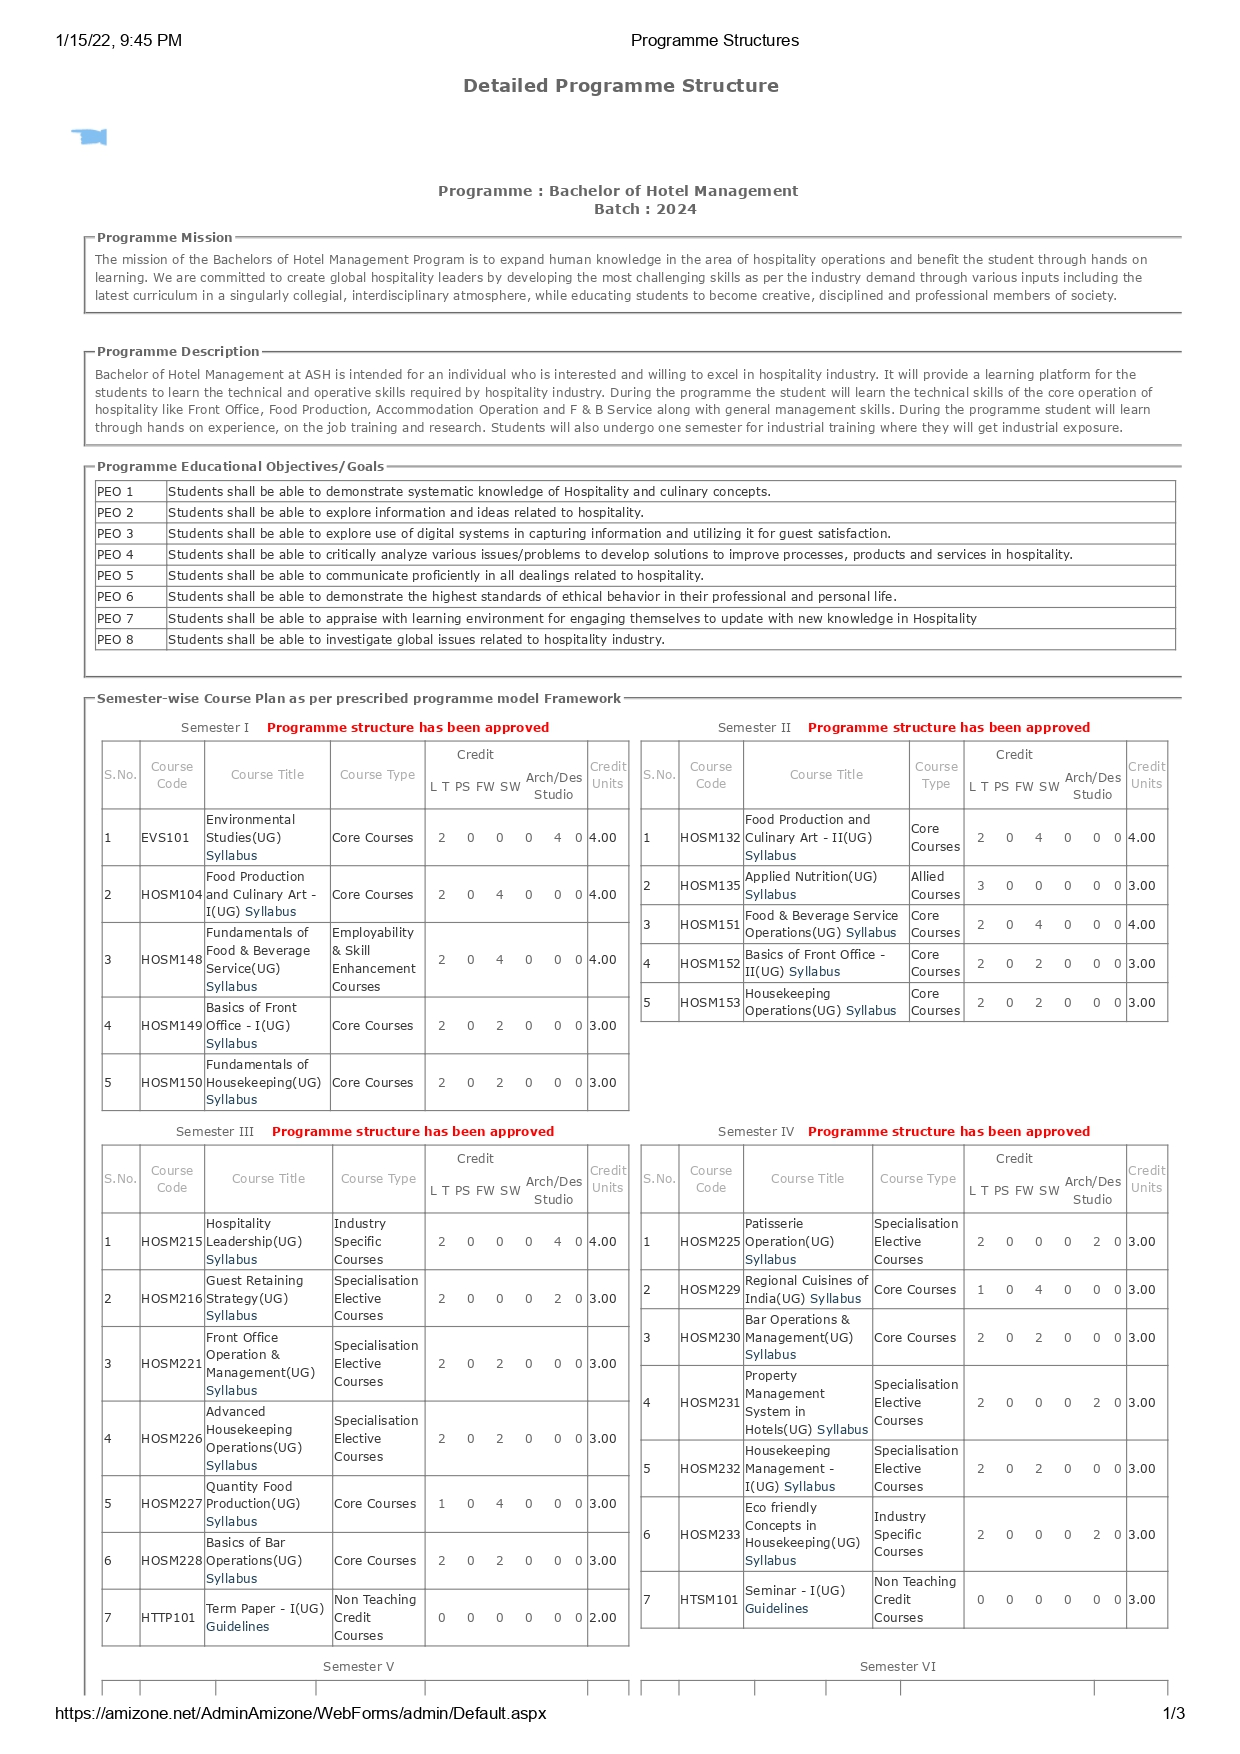 1/15/22, 9:45 PM
Programme Structures
Detailed Programme Structure
Programme : Bachelor of Hotel Management
Batch : 2024
Programme Mission
The mission of the Bachelors of Hotel Management Program is to expand human knowledge in the area of hospitality operations and benefit the student through hands on
learning. We are committed to create global hospitality leaders by developing the most challenging skills as per the industry demand through various inputs including the
latest curriculum in a singularly collegial, interdisciplinary atmosphere, while educating students to become creative, disciplined and professional members of society.
Programme Description
Bachelor of Hotel Management at ASH is intended for an individual who is interested and willing to excel in hospitality industry. It will provide a learning platform for the
students to learn the technical and operative skills required by hospitality industry. During the programme the student will learn the technical skills of the core operation of
hospitality like Front Office, Food Production, Accommodation Operation and F & B Service along with general management skills. During the programme student will learn
through hands on experience, on the job training and research. Students will also undergo one semester for industrial training where they will get industrial exposure.
Programme Educational Objectives/Goals
PEO 1 Students shall be able to demonstrate systematic knowledge of Hospitality and culinary concepts.
PEO 2 Students shall be able to explore information and ideas related to hospitality.
PEO 3 Students shall be able to explore use of digital systems in capturing information and utilizing it for guest satisfaction.
PEO 4 Students shall be able to critically analyze various issues/problems to develop solutions to improve processes, products and services in hospitality.
PEO 5 Students shall be able to communicate proficiently in all dealings related to hospitality.
PEO 6 Students shall be able to demonstrate the highest standards of ethical behavior in their professional and personal life.
PEO 7 Students shall be able to appraise with learning environment for engaging themselves to update with new knowledge in Hospitality
PEO 8 Students shall be able to investigate global issues related to hospitality industry.
Semester-wise Course Plan as per prescribed programme model Framework
Semester I Programme structure has been approved
S.No. Course Code Course Title Course Type Credit L T PS FW SW Arch/Des Studio Credit Units
1 EVS101 Environmental Studies(UG) Syllabus Core Courses 2 0 0 0 4 0 4.00
2 HOSM104 Food Production and Culinary Art - I(UG) Syllabus Core Courses 2 0 4 0 0 0 4.00
3 HOSM148 Fundamentals of Food & Beverage Service(UG) Syllabus Employability & Skill Enhancement Courses 2 0 4 0 0 0 4.00
4 HOSM149 Basics of Front Office - I(UG) Syllabus Core Courses 2 0 2 0 0 0 3.00
5 HOSM150 Fundamentals of Housekeeping(UG) Syllabus Core Courses 2 0 2 0 0 0 3.00
Semester II Programme structure has been approved
S.No. Course Code Course Title Course Type Credit L T PS FW SW Arch/Des Studio Credit Units
1 HOSM132 Food Production and Culinary Art - II(UG) Syllabus Core Courses 2 0 4 0 0 0 4.00
2 HOSM135 Applied Nutrition(UG) Syllabus Allied Courses 3 0 0 0 0 0 3.00
3 HOSM151 Food & Beverage Service Operations(UG) Syllabus Core Courses 2 0 4 0 0 0 4.00
4 HOSM152 Basics of Front Office - II(UG) Syllabus Core Courses 2 0 2 0 0 0 3.00
5 HOSM153 Housekeeping Operations(UG) Syllabus Core Courses 2 0 2 0 0 0 3.00
Semester III Programme structure has been approved
S.No. Course Code Course Title Course Type Credit L T PS FW SW Arch/Des Studio Credit Units
1 HOSM215 Hospitality Leadership(UG) Syllabus Industry Specific Courses 2 0 0 0 4 0 4.00
2 HOSM216 Guest Retaining Strategy(UG) Syllabus Specialisation Elective Courses 2 0 0 0 2 0 3.00
3 HOSM221 Front Office Operation & Management(UG) Syllabus Specialisation Elective Courses 2 0 2 0 0 0 3.00
4 HOSM226 Advanced Housekeeping Operations(UG) Syllabus Specialisation Elective Courses 2 0 2 0 0 0 3.00
5 HOSM227 Quantity Food Production(UG) Syllabus Core Courses 1 0 4 0 0 0 3.00
6 HOSM228 Basics of Bar Operations(UG) Syllabus Core Courses 2 0 2 0 0 0 3.00
7 HTTP101 Term Paper - I(UG) Guidelines Non Teaching Credit Courses 0 0 0 0 0 0 2.00
Semester IV Programme structure has been approved
S.No. Course Code Course Title Course Type Credit L T PS FW SW Arch/Des Studio Credit Units
1 HOSM225 Patisserie Operation(UG) Syllabus Specialisation Elective Courses 2 0 0 0 2 0 3.00
2 HOSM229 Regional Cuisines of India(UG) Syllabus Core Courses 1 0 4 0 0 0 3.00
3 HOSM230 Bar Operations & Management(UG) Syllabus Core Courses 2 0 2 0 0 0 3.00
4 HOSM231 Property Management System in Hotels(UG) Syllabus Specialisation Elective Courses 2 0 0 0 2 0 3.00
5 HOSM232 Housekeeping Management - I(UG) Syllabus Specialisation Elective Courses 2 0 2 0 0 0 3.00
6 HOSM233 Eco friendly Concepts in Housekeeping(UG) Syllabus Industry Specific Courses 2 0 0 0 2 0 3.00
7 HTSM101 Seminar - I(UG) Guidelines Non Teaching Credit Courses 0 0 0 0 0 0 3.00
Semester V
Semester VI
https://amizone.net/AdminAmizone/WebForms/admin/Default.aspx
1/3